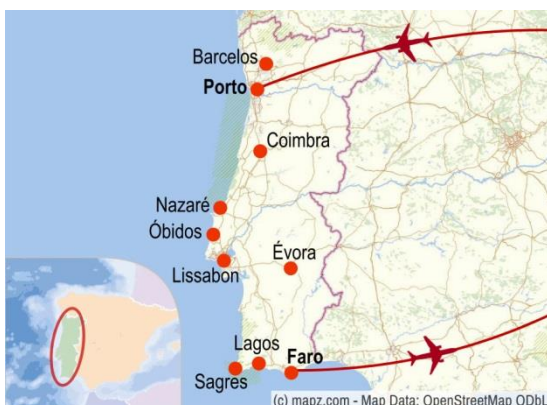 Barcelos
Porto
Coimbra
Nazaré
Óbidos
Lissabon
Évora
Lagos
Faro
Sagres
(c) mapz.com - Map Data: OpenStreetMap ODbL